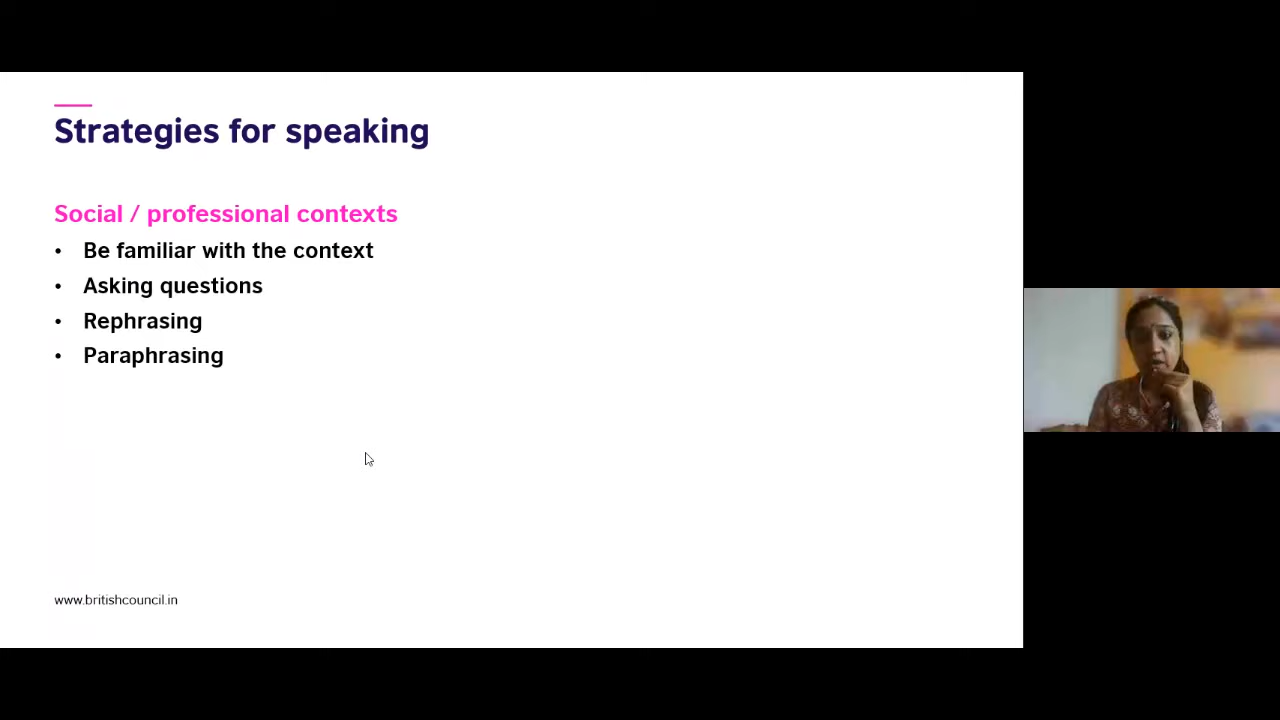 Strategies for speaking
Social / professional contexts
• Be familiar with the context
• Asking questions
• Rephrasing
• Paraphrasing
www.britishcouncil.in